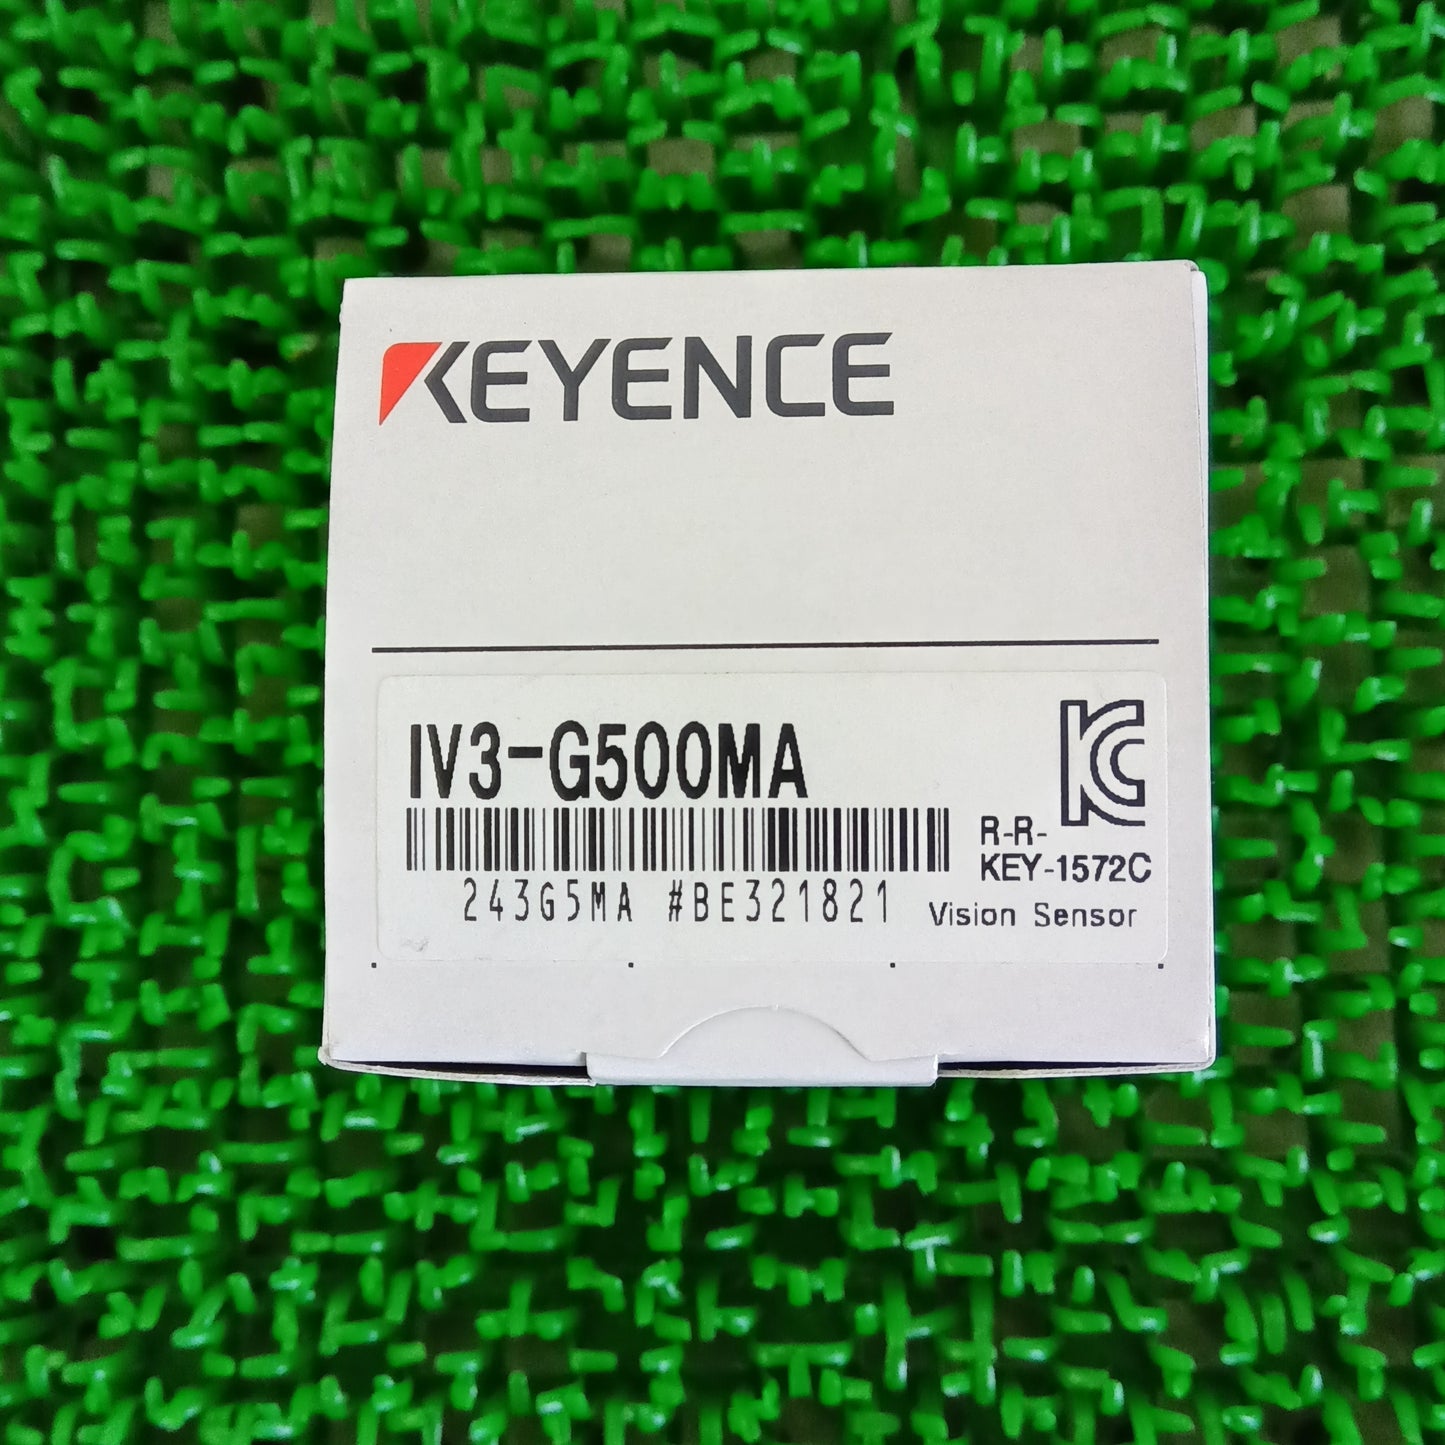 KEYENCE
IV3-G500MA
R-R-
KEY-1572C
243G5MA #BE321821
Vision Sensor